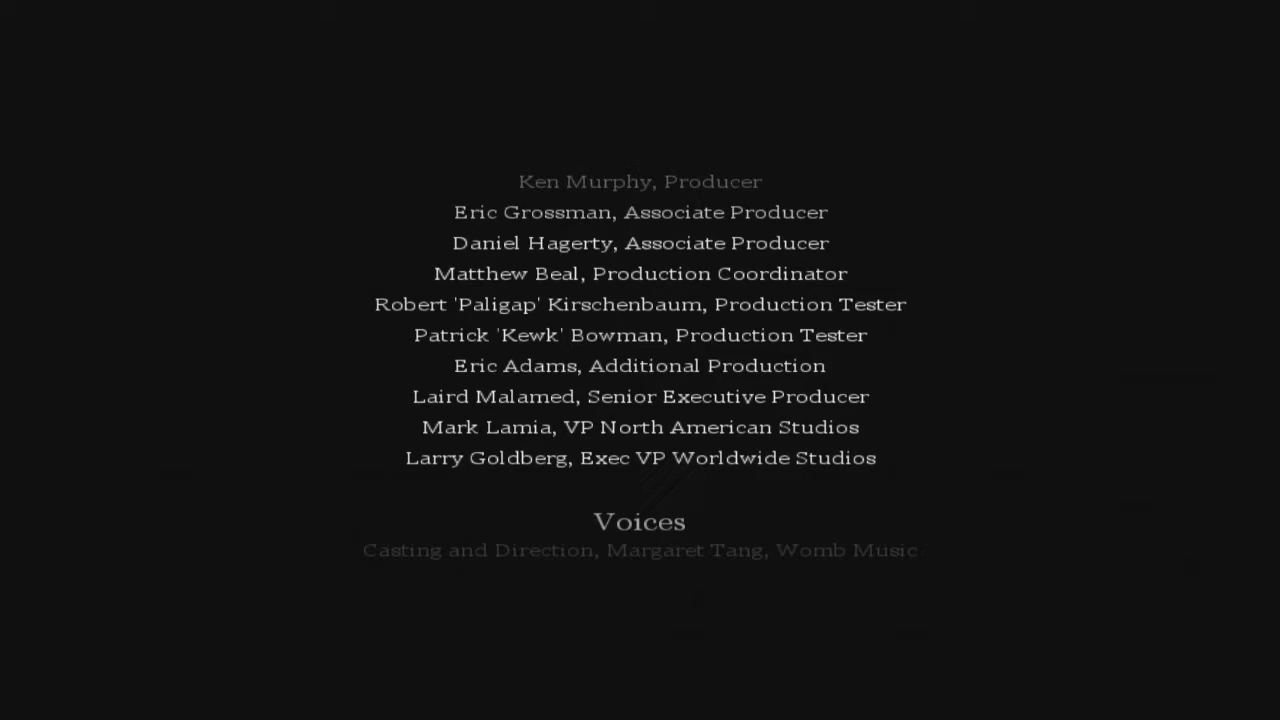 Ken Murphy, Producer
Eric Grossman, Associate Producer
Daniel Hagerty, Associate Producer
Matthew Beal, Production Coordinator
Robert 'Paligap' Kirschenbaum, Production Tester
Patrick 'Kewk' Bowman, Production Tester
Eric Adams, Additional Production
Laird Malamed, Senior Executive Producer
Mark Lamia, VP North American Studios
Larry Goldberg, Exec VP Worldwide Studios
Voices
Casting and Direction, Margaret Tang, Womb Music